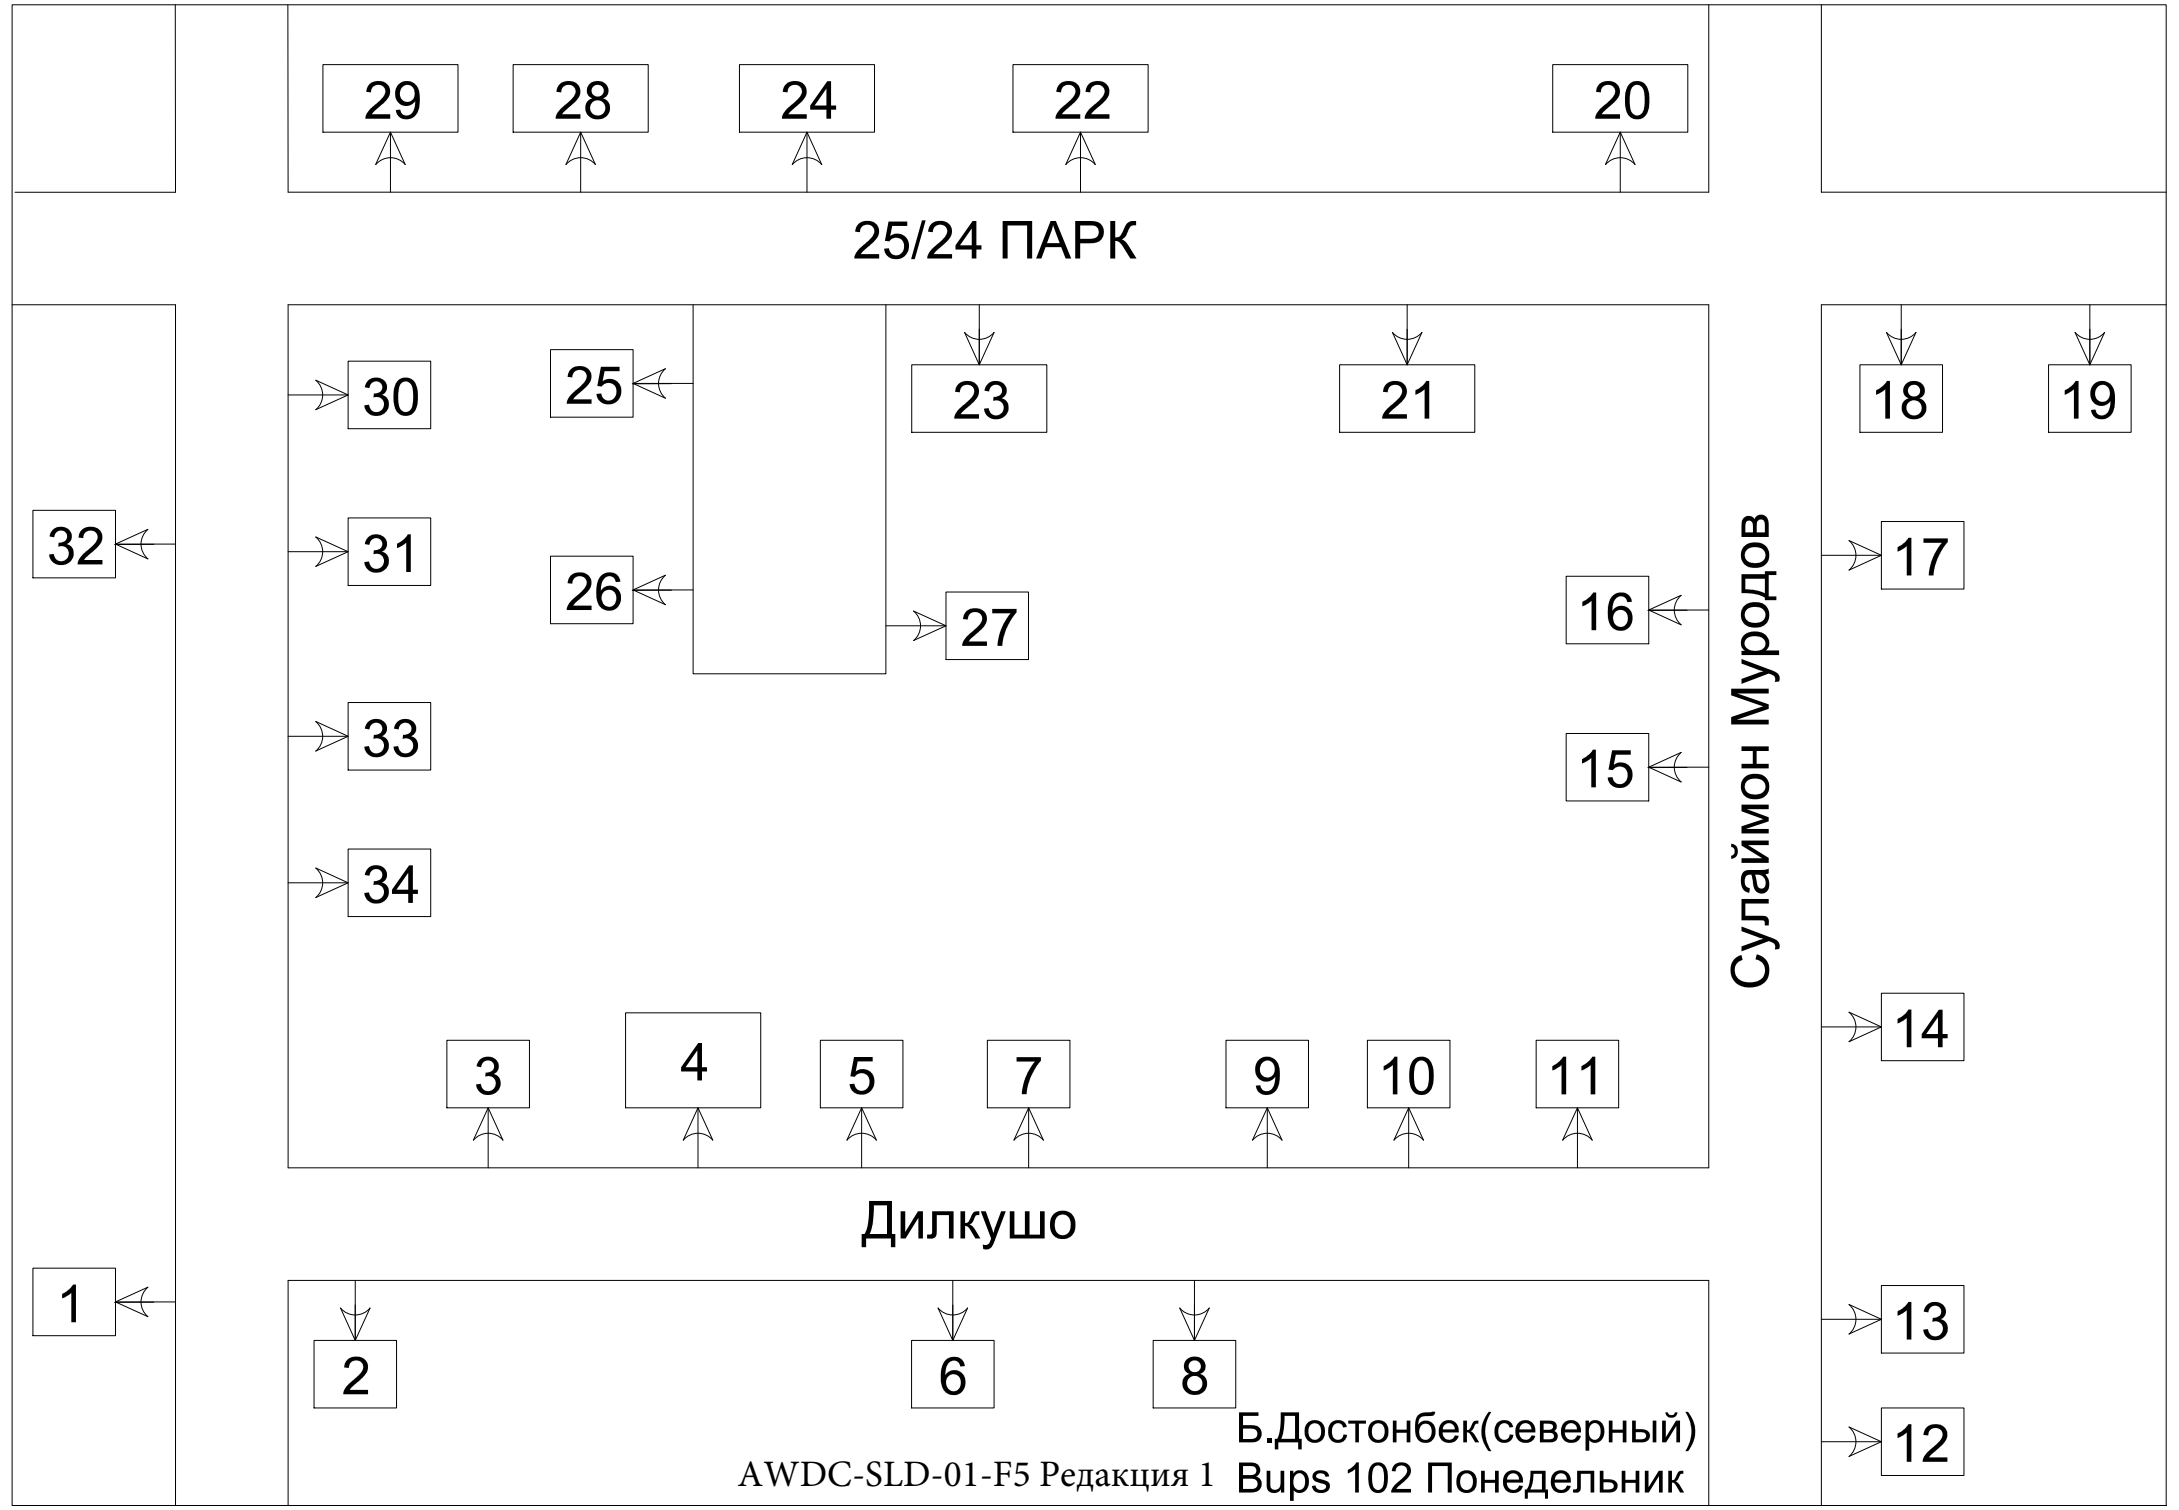 29 28 24 22 20
25/24 ПАРК
30 25 23 21 18 19
32 31 26 27 16 17
33 15
34
Сулаймон Муродов
14
3 4 5 7 9 10 11
Дилкушо
1 13
2 6 8
12
Б.Достонбек(северный)
AWDC-SLD-01-F5 Редакция 1
Bups 102 Понедельник